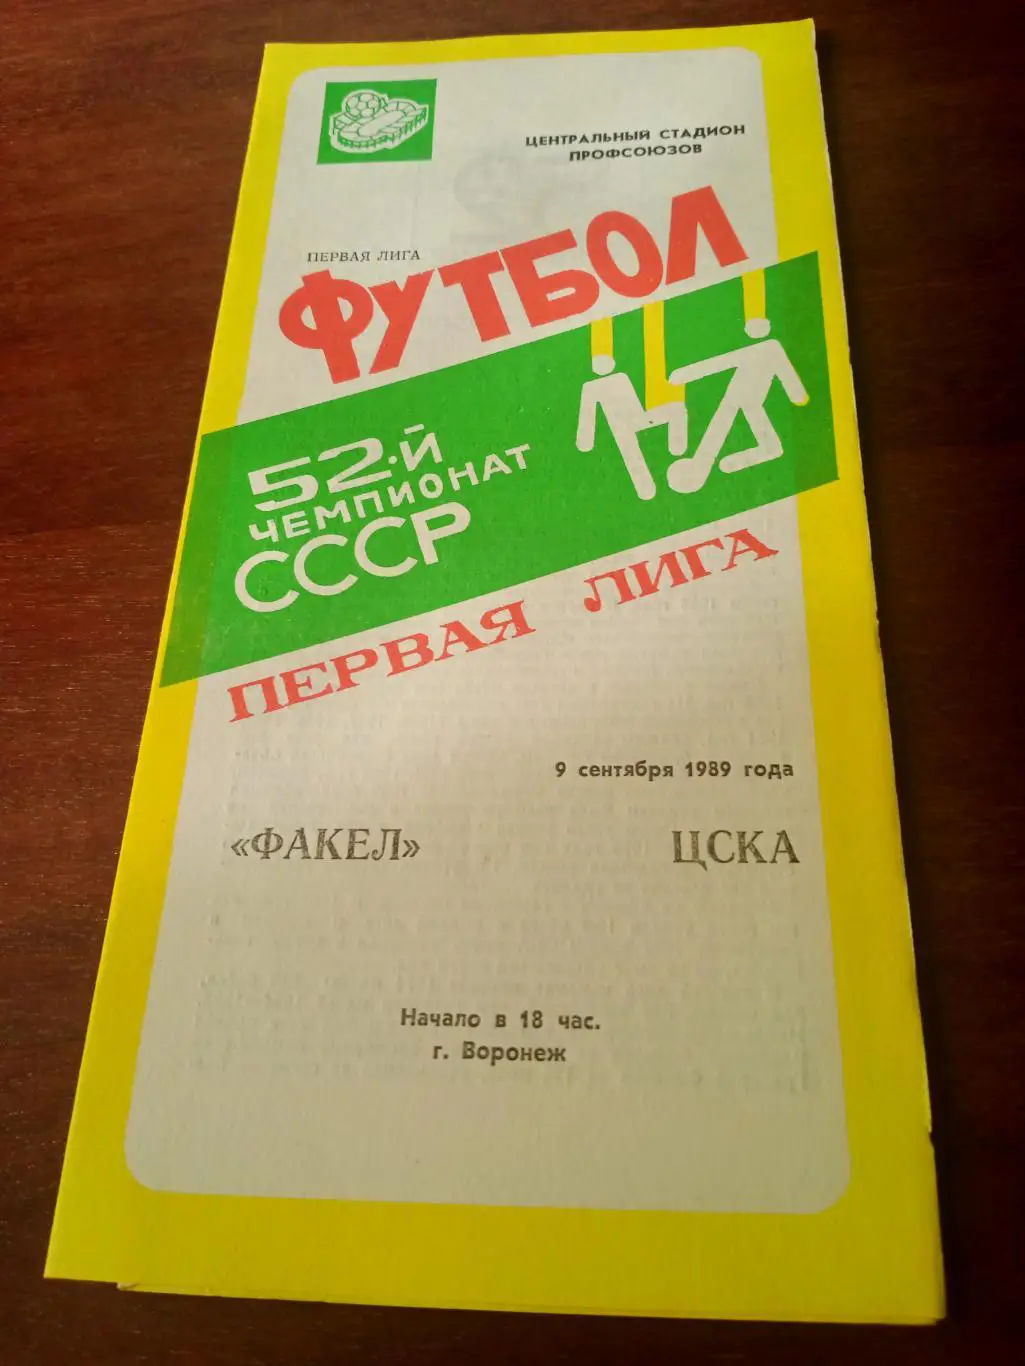 ЦЕНТРАЛЬНЫЙ СТАДИОН
ПРОФСОЮЗОВ
ПЕРВАЯ ЛИГА
ФУТБОЛ
52-й
ЧЕМПИОНАТ
СССР
ПЕРВАЯ ЛИГА
9 сентября 1989 года
«ФАКЕЛ» ЦСКА
Начало в 18 час.
г. Воронеж